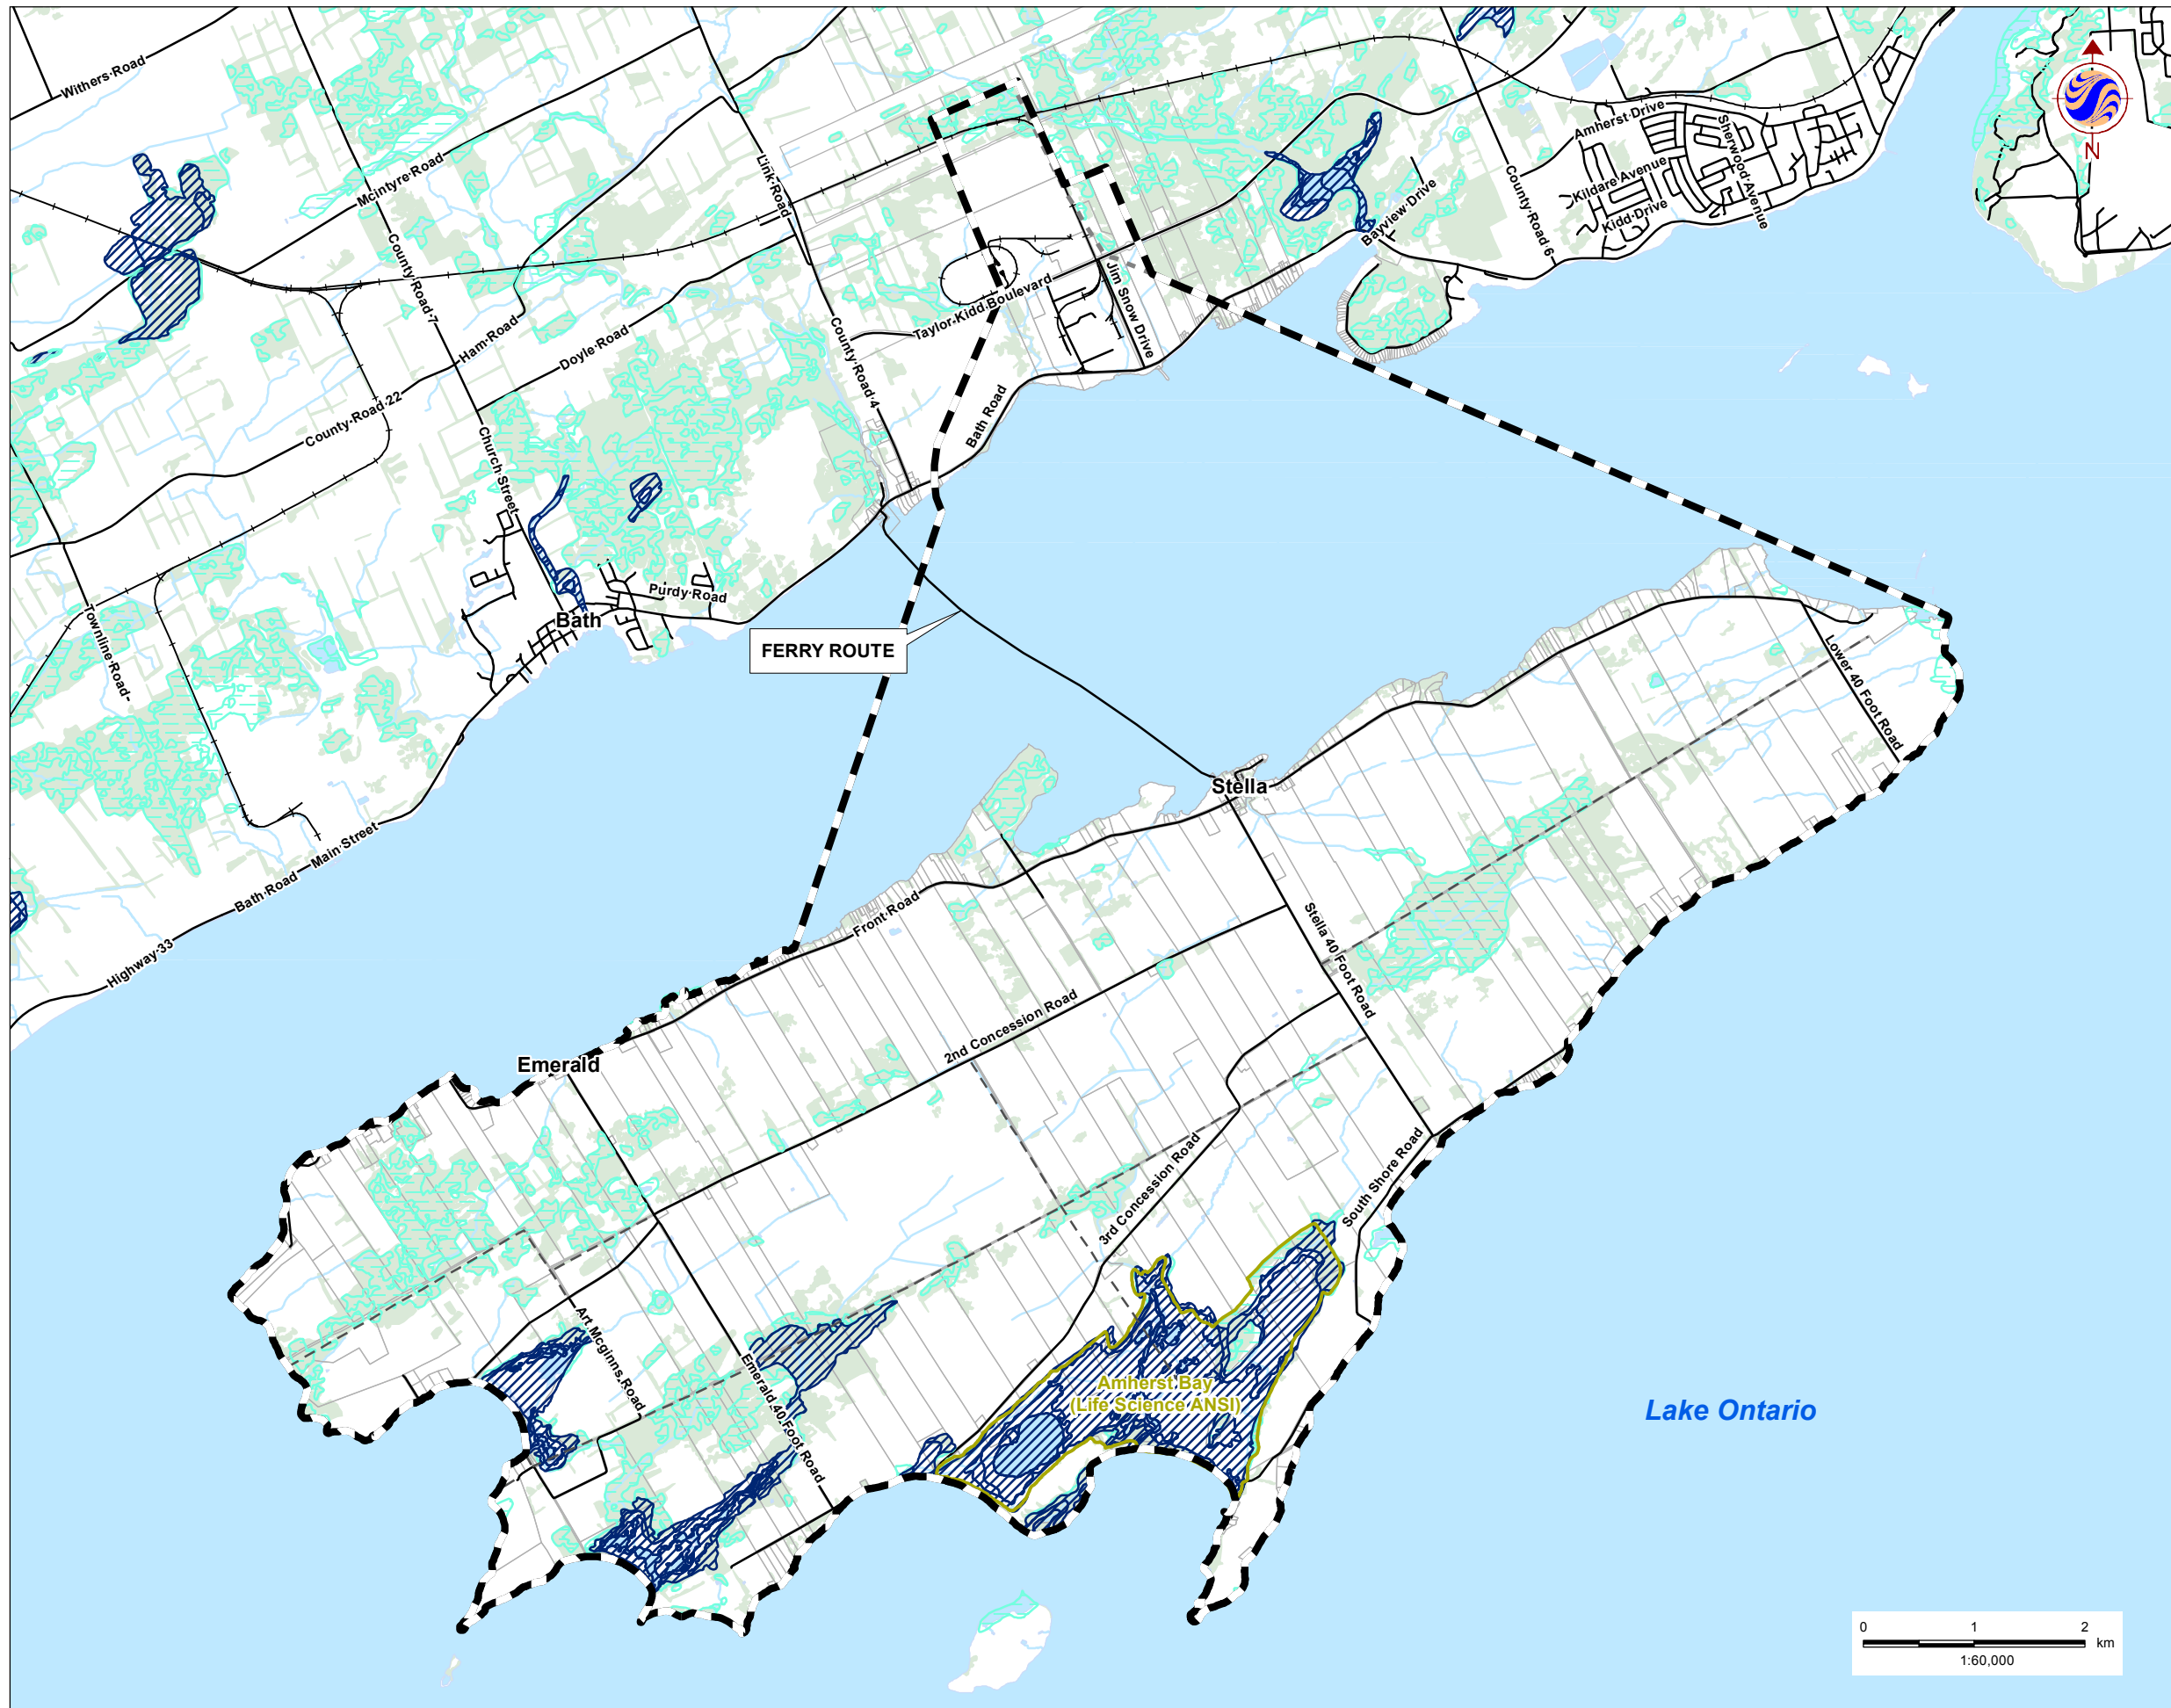 Withers Road
Mcintyre Road
Link Road
Amherst Drive
Sherwood Avenue
Kildare Avenue
Kidd Drive
County Road 6
Bayview Drive
N
County Road 7
Ham Road
Doyle Road
County Road 4
Taylor-Kidd Boulevard
Jim Snow Drive
Bath Road
County Road 22
Church Street
Purdy Road
Bath
Townline Road
FERRY ROUTE
Lower 40 Foot Road
Stella
Main Street
Bath Road
Highway 33
Front Road
Stella 40 Foot Road
2nd Concession Road
Emerald
3rd Concession Road
South Shore Road
Art Mcginns Road
Emerald 40 Foot Road
Amherst Bay
(Life Science ANSI)
Lake Ontario
0 1 2
km
1:60,000